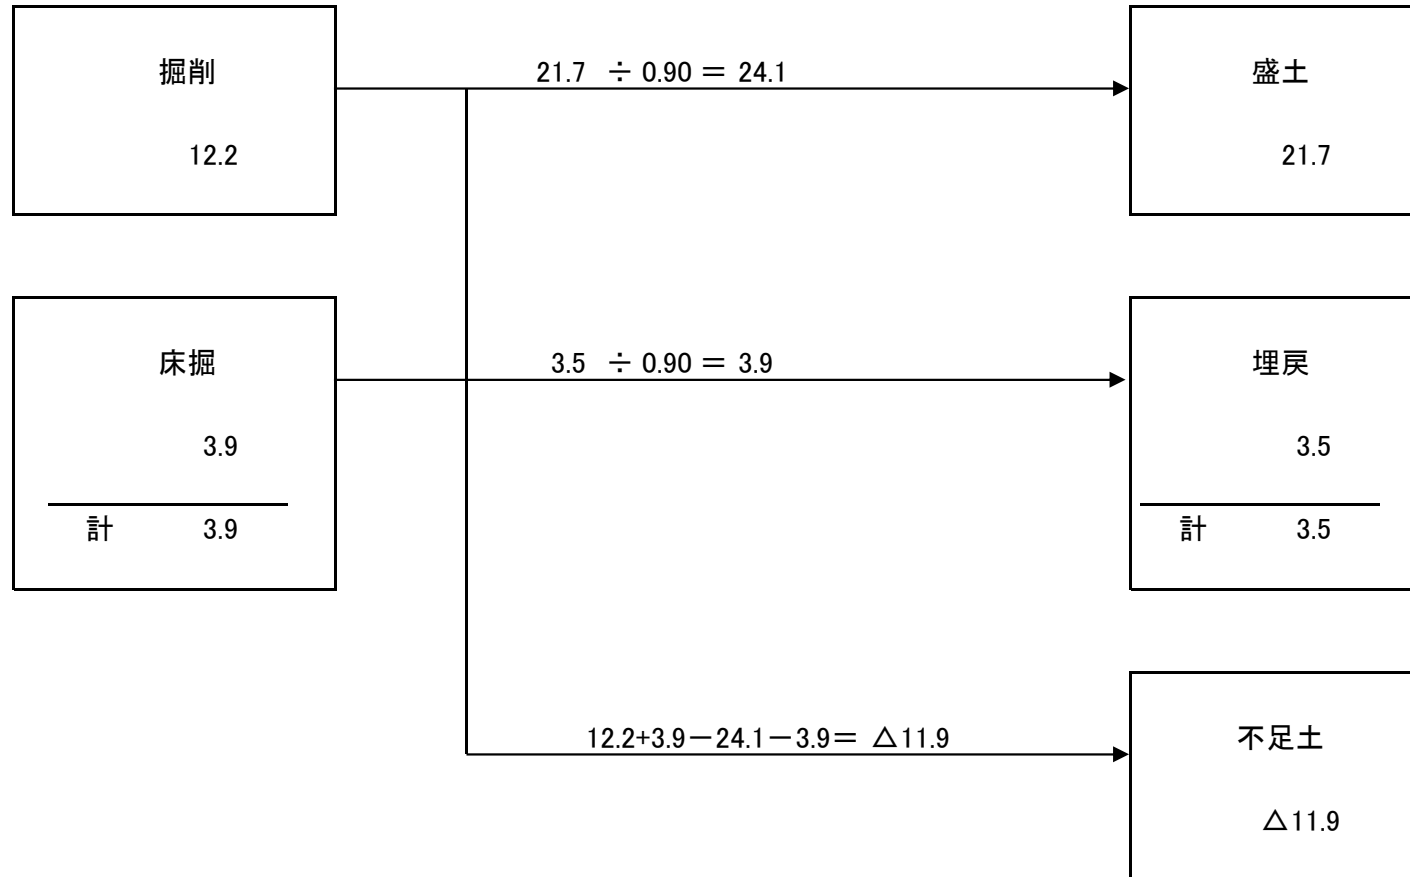 掘削
21.7 ÷ 0.90 = 24.1
盛土
12.2
21.7
床掘
3.5 ÷ 0.90 = 3.9
埋戻
3.9
3.5
計 3.9
計 3.5
12.2+3.9－24.1－3.9＝ △11.9
不足土
△11.9